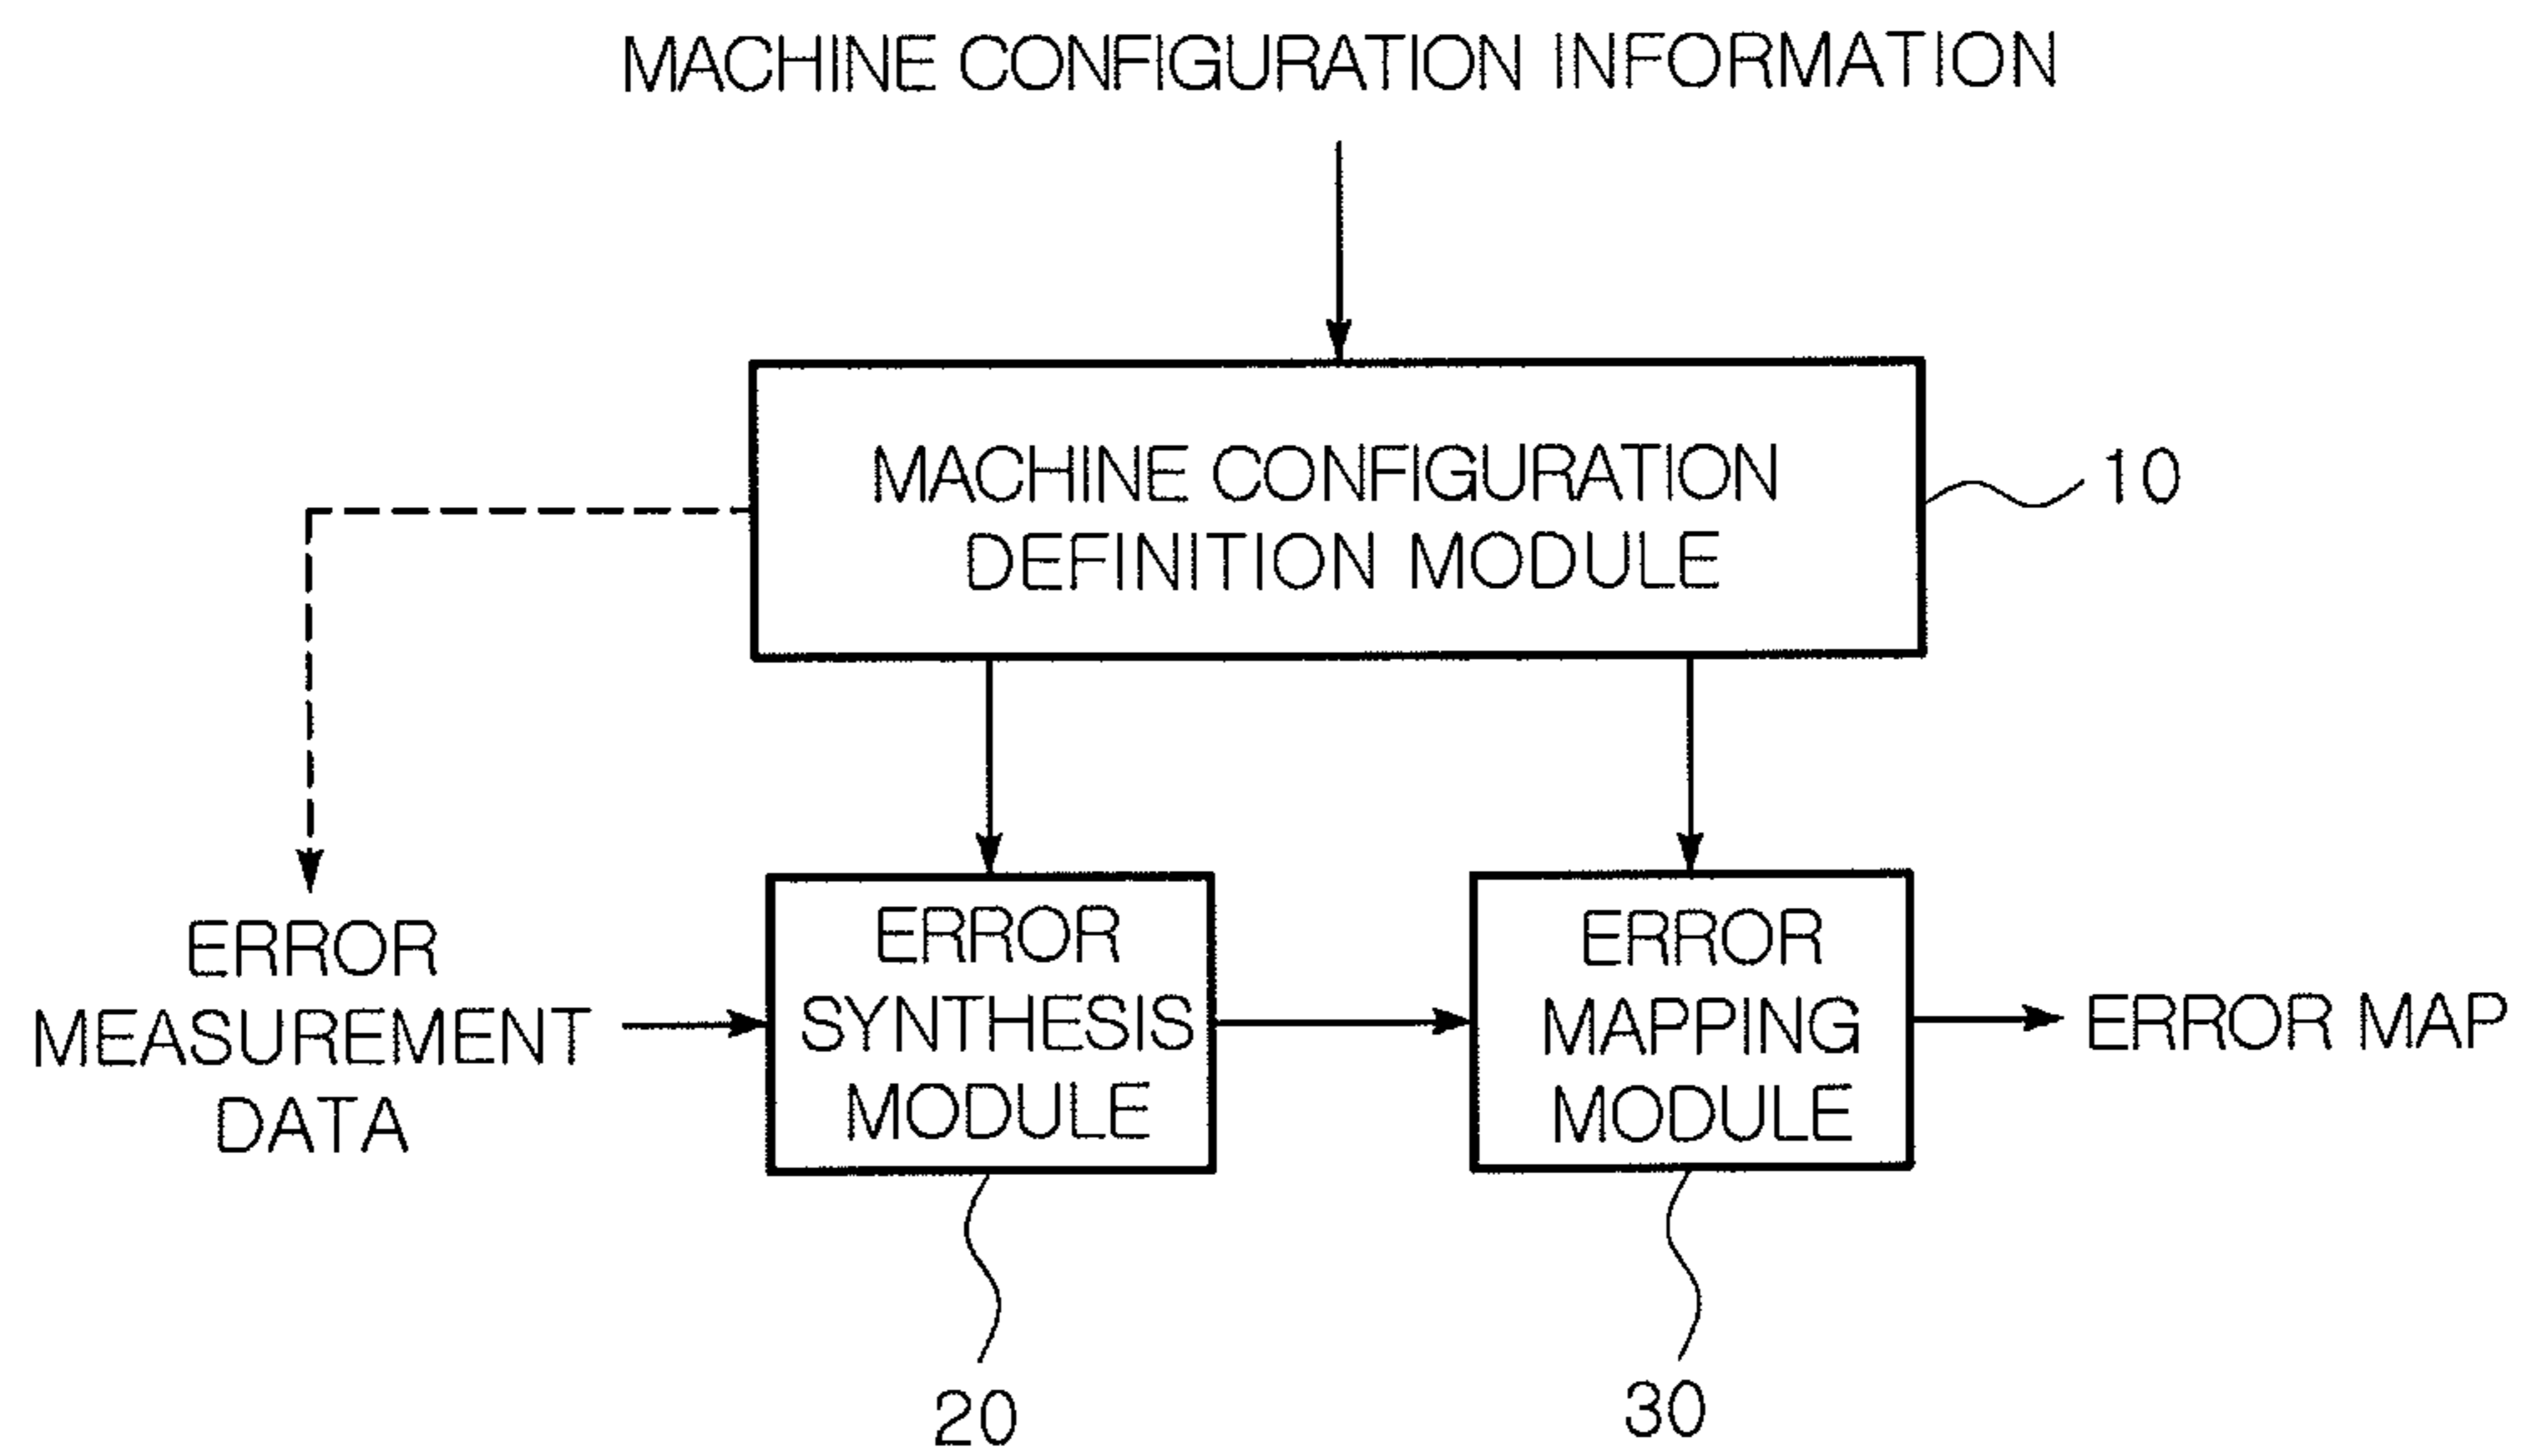 MACHINE CONFIGURATION INFORMATION
MACHINE CONFIGURATION
DEFINITION MODULE
10
ERROR
MEASUREMENT
DATA
ERROR
SYNTHESIS
MODULE
ERROR
MAPPING
MODULE
ERROR MAP
20
30